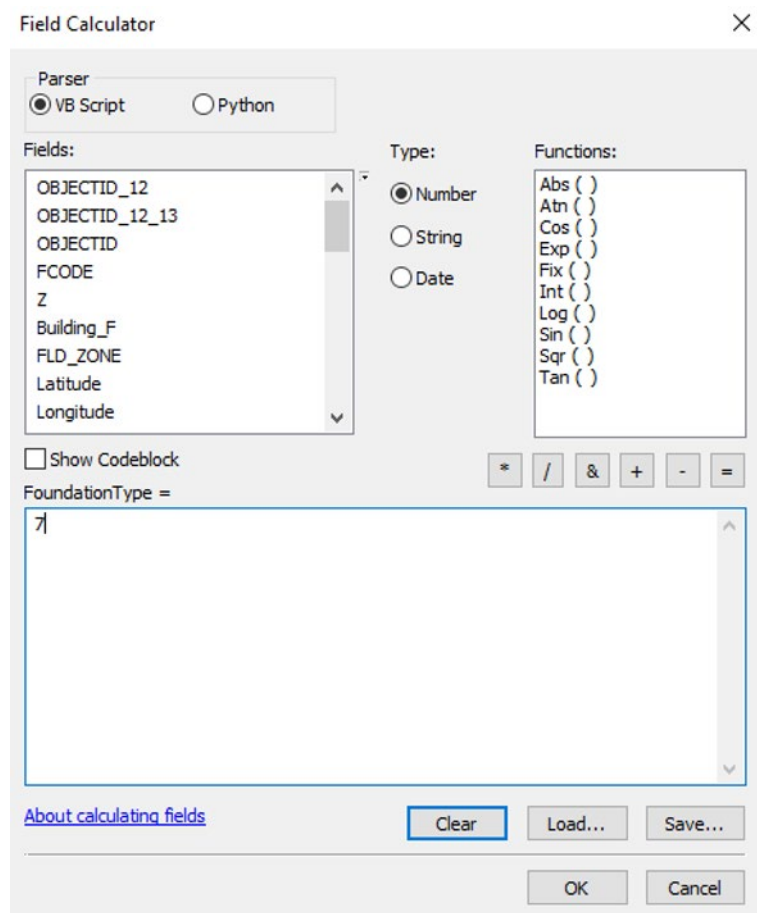 Field Calculator
Parser
VB Script Python
Fields: Type: Functions:
OBJECTID_12
OBJECTID_12_13
OBJECTID
FCODE
Z
Building_F
FLD_ZONE
Latitude
Longitude
Number
String
Date
Abs ( )
Atn ( )
Cos ( )
Exp ( )
Fix ( )
Int ( )
Log ( )
Sin ( )
Sqr ( )
Tan ( )
Show Codeblock
* / & + - =
FoundationType =
7
About calculating fields
Clear Load... Save...
OK Cancel